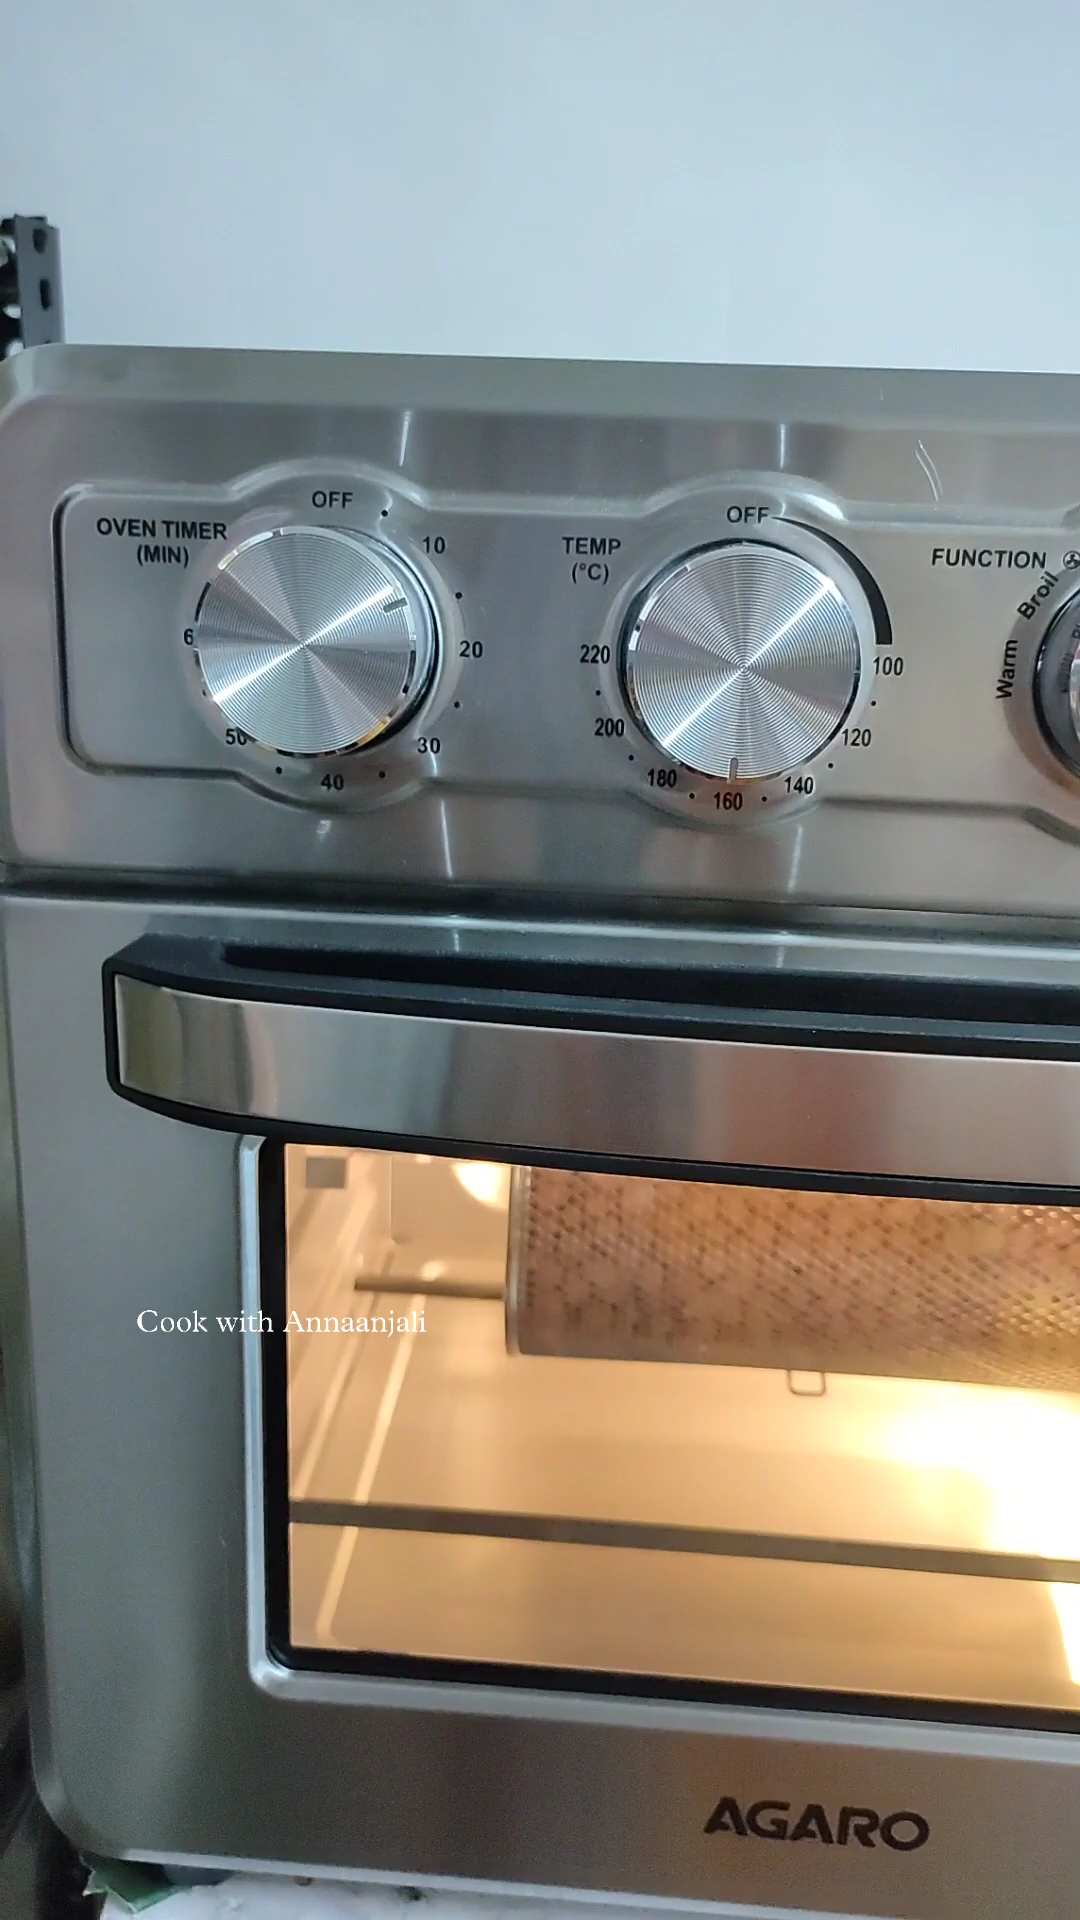 OFF
OVEN TIMER
(MIN)
10
20
30
40
50
6
OFF
TEMP
(°C)
100
120
140
160
180
200
220
FUNCTION
Broil
Warm
Cook with Annaanjali
AGARO